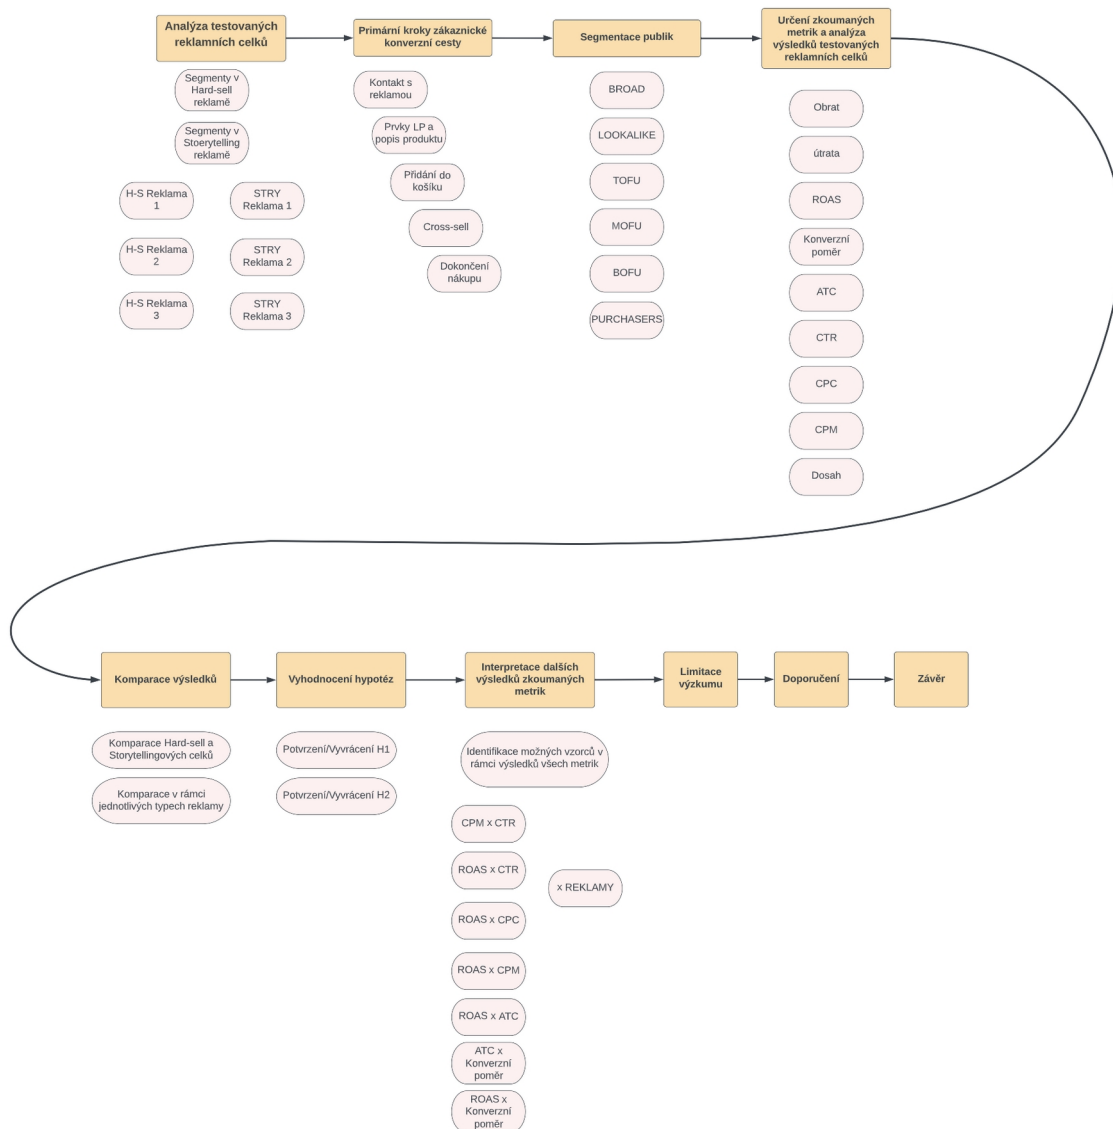 Analýza testovaných
reklamních celků
Segmenty v
Hard-sell
reklamě
Segmenty v
Stoerytelling
reklamě
H-S Reklama
1
STRY
Reklama 1
H-S Reklama
2
STRY
Reklama 2
H-S Reklama
3
STRY
Reklama 3
Primární kroky zákaznické
konverzní cesty
Kontakt s
reklamou
Prvky LP a
popis produktu
Přidání do
košíku
Cross-sell
Dokončení
nákupu
Segmentace publik
BROAD
LOOKALIKE
TOFU
MOFU
BOFU
PURCHASERS
Určení zkoumaných
metrik a analýza
výsledků testovaných
reklamních celků
Obrat
útrata
ROAS
Konverzní
poměr
ATC
CTR
CPC
CPM
Dosah
Komparace výsledků
Komparace Hard-sell a
Storytellingových celků
Komparace v rámci
jednotlivých typech reklamy
Vyhodnocení hypotéz
Potvrzení/Vyvrácení H1
Potvrzení/Vyvrácení H2
Interpretace dalších
výsledků zkoumaných
metrik
Identifikace možných vzorců v
rámci výsledků všech metrik
CPM x CTR
ROAS x CTR
x REKLAMY
ROAS x CPC
ROAS x CPM
ROAS x ATC
ATC x
Konverzní
poměr
ROAS x
Konverzní
poměr
Limitace
výzkumu
Doporučení
Závěr